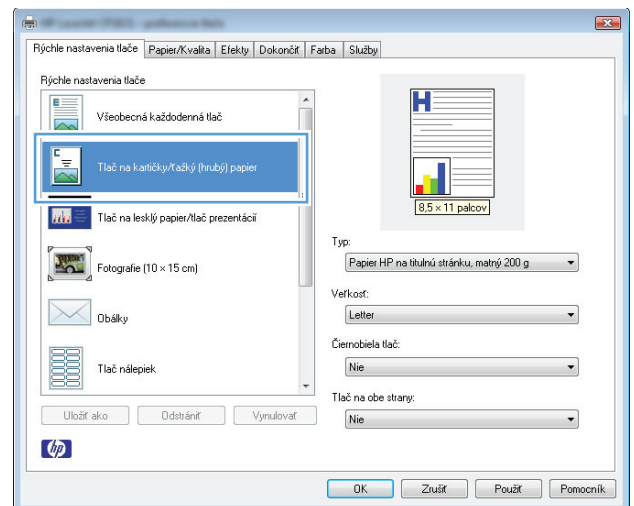 Rýchle nastavenia tlače Papier/Kvalita Efekty Dokončiť Farba Služby
Rýchle nastavenia tlače
Všeobecná každodenná tlač
Tlač na kartičky/ťažký (hrubý) papier
Tlač na lesklý papier/tlač prezentácií
Fotografie (10 × 15 cm)
Obálky
Tlač nálepiek
Uložiť ako Odstrániť Vynulovať
H
8,5 × 11 palcov
Typ:
Papier HP na titulnú stránku, matný 200 g
Veľkosť:
Letter
Čiernobiela tlač:
Nie
Tlač na obe strany:
Nie
hp
OK Zrušiť Použiť Pomocník